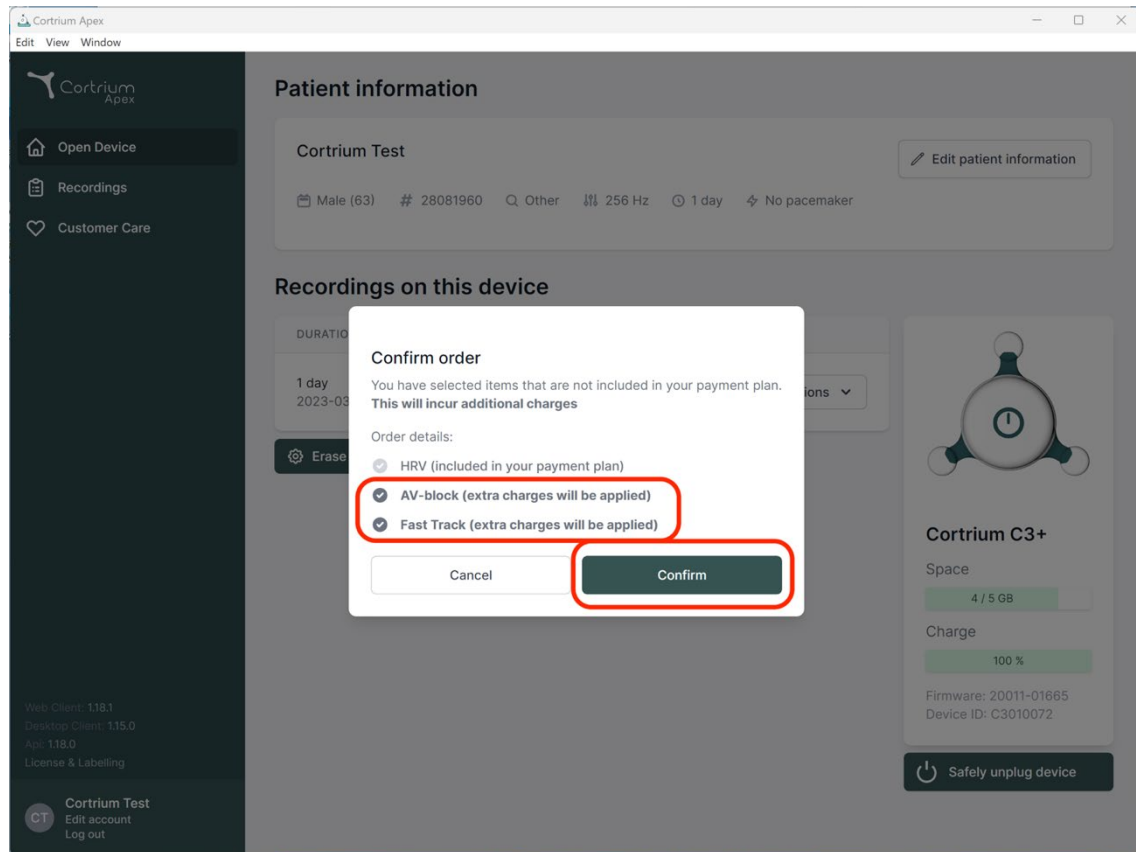 Cortrium Apex
Edit View Window
Cortrium
Apex
Open Device
Recordings
Customer Care
Patient information
Cortrium Test
Edit patient information
Male (63) # 28081960 Other 256 Hz 1 day No pacemaker
Recordings on this device
DURATIO
1 day
2023-03
ions
Erase
Confirm order
You have selected items that are not included in your payment plan.
This will incur additional charges
Order details:
HRV (included in your payment plan)
AV-block (extra charges will be applied)
Fast Track (extra charges will be applied)
Cancel
Confirm
Cortrium C3+
Space
4 / 5 GB
Charge
100 %
Firmware: 20011-01665
Device ID: C3010072
Safely unplug device
Web Client: 1.18.1
Desktop Client: 1.15.0
Api: 1.18.0
License & Labelling
CT
Cortrium Test
Edit account
Log out